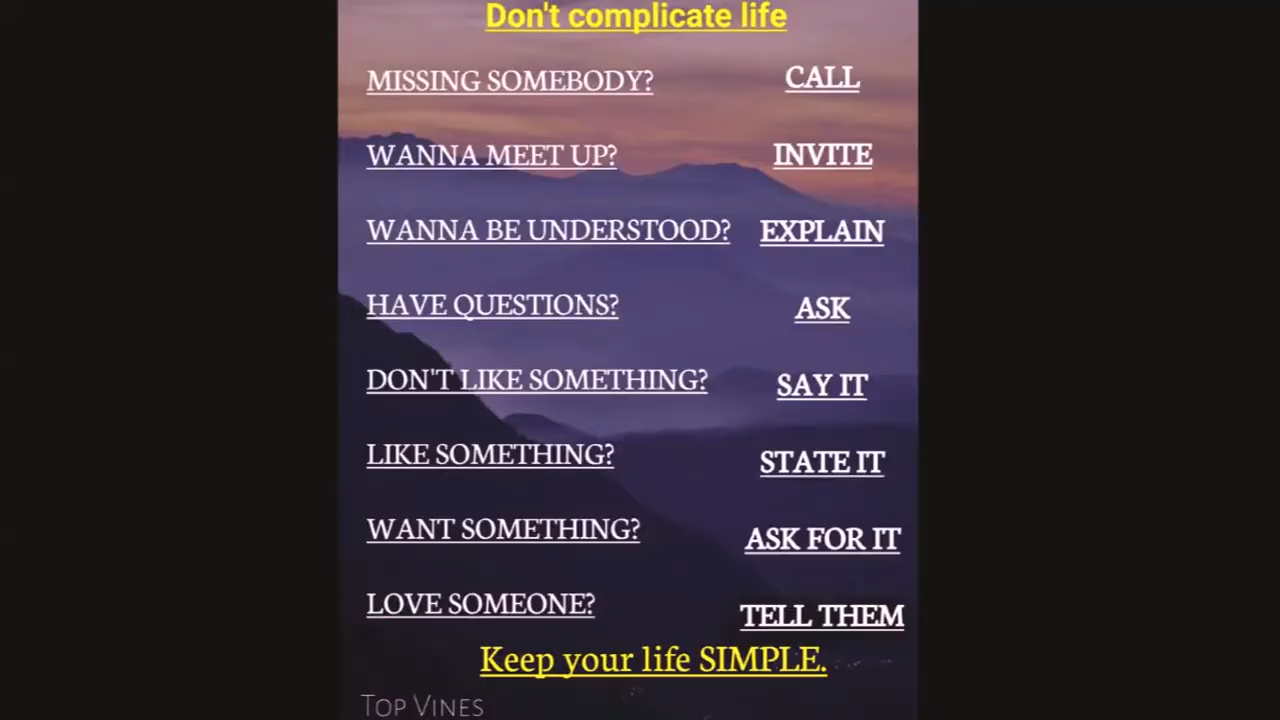 Don't complicate life
MISSING SOMEBODY? CALL
WANNA MEET UP? INVITE
WANNA BE UNDERSTOOD? EXPLAIN
HAVE QUESTIONS? ASK
DON'T LIKE SOMETHING? SAY IT
LIKE SOMETHING? STATE IT
WANT SOMETHING? ASK FOR IT
LOVE SOMEONE? TELL THEM
Keep your life SIMPLE.
TOP VINES